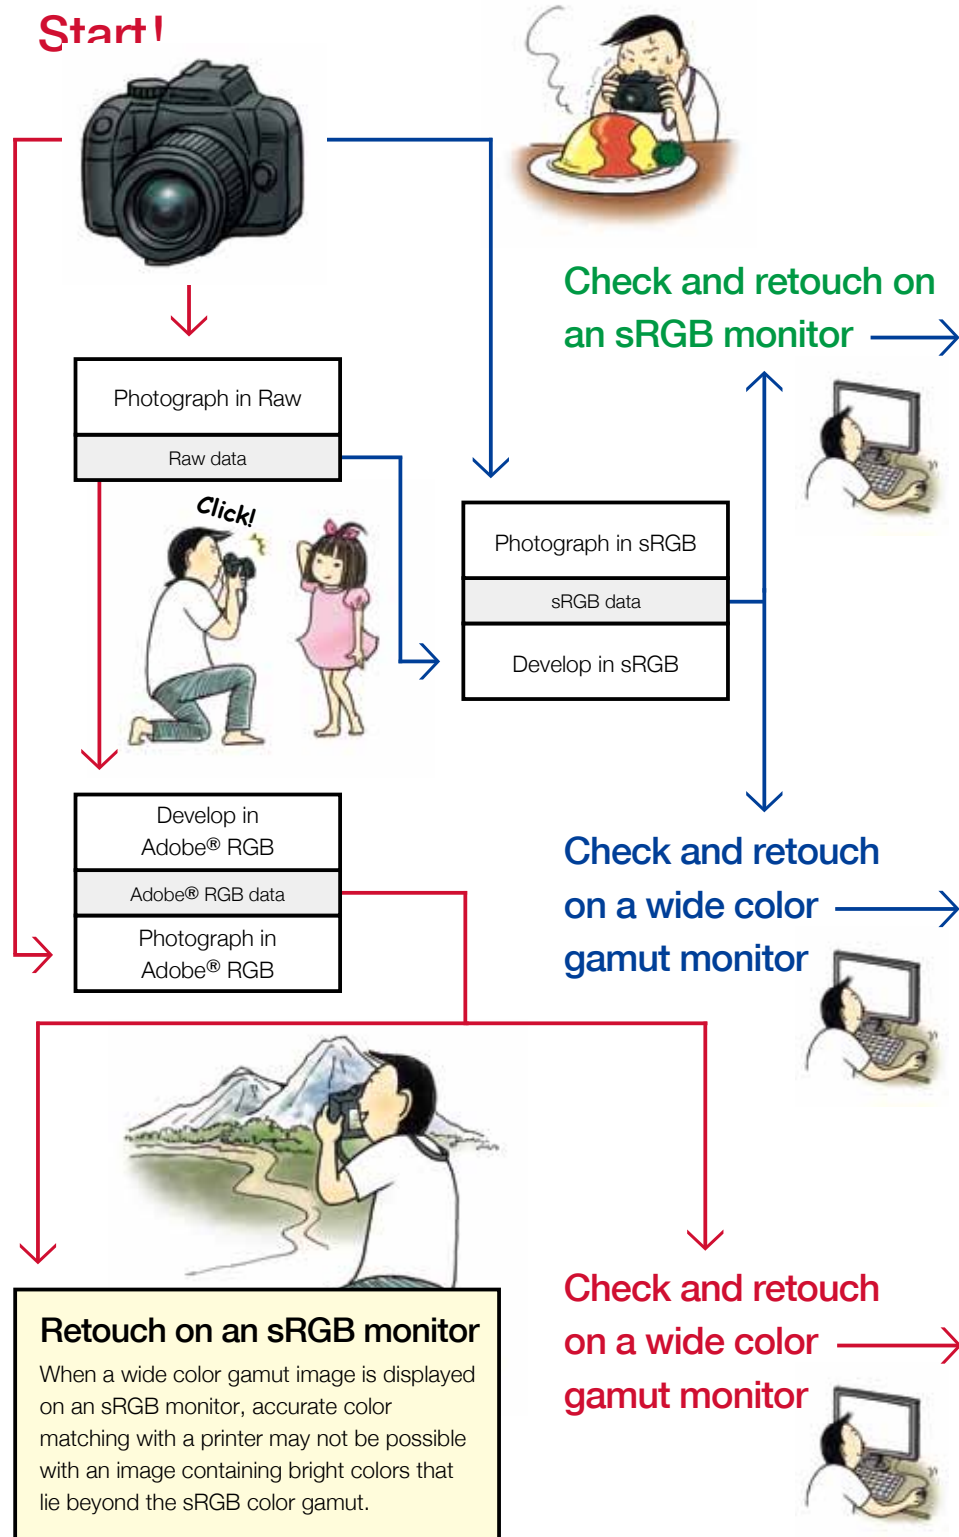 Start!
Check and retouch on
an sRGB monitor
Photograph in Raw
Raw data
Click!
Photograph in sRGB
sRGB data
Develop in sRGB
Develop in
Adobe® RGB
Adobe® RGB data
Photograph in
Adobe® RGB
Check and retouch
on a wide color
gamut monitor
Check and retouch
on a wide color
gamut monitor
Retouch on an sRGB monitor
When a wide color gamut image is displayed
on an sRGB monitor, accurate color
matching with a printer may not be possible
with an image containing bright colors that
lie beyond the sRGB color gamut.